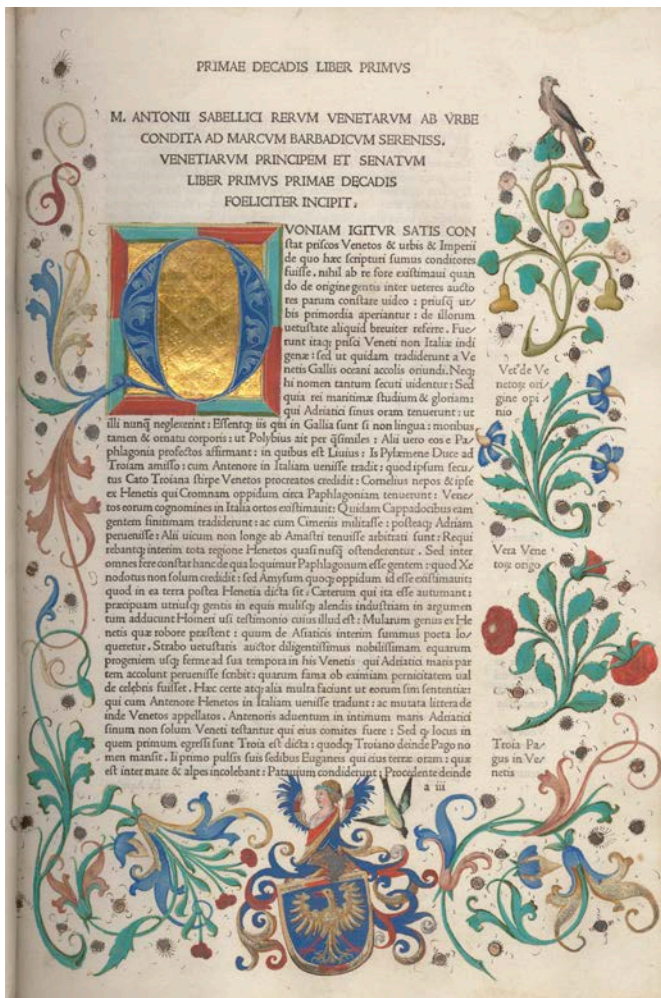 PRIMAE DECADIS LIBER PRIMVS
M. ANTONII SABELLICI RERVM VENETARVM AB VRBE
CONDITA AD MARCVM BARBADICVM SERENISS.
VENETIARVM PRINCIPEM ET SENATVM
LIBER PRIMVS PRIMAE DECADIS
FOELICITER INCIPIT.
QVONIAM IGITVR SATIS CON
stat priscos Venetos & urbis & Imperii
de quo hæc scripturi sumus conditores
fuisse, nihil ab re fore existimaui quan
do de origine gentis inter ueteres aucto
res parum constare uideo : priusq̄ ur/
bis primordia aperiantur : de illorum
uetustate aliquid breuiter referre. Fue/
runt itaq; prisci Veneti non Italiæ indi
genæ : sed ut quidam tradiderunt a Ve
netis Gallis oceani accolis oriundi. Neq;
hi nomen tantum secuti uidentur : Sed
quia rei maritimæ studium & gloriam:
qui Adriatici sinus oram tenuerunt : ut
illi nunq̄ neglexerint : Essentq; iis qui in Gallia sunt si non lingua : moribus
tamen & ornatu corporis : ut Polybius ait per q̄similes : Alii uero eos e Pa/
phlagonia profectos affirmant : in quibus est Liuius : Is Pylæmene Duce ad
Troiam amisso : cum Antenore in Italiam uenisse tradit : quod ipsum secu/
tus Cato Troiana stirpe Venetos procreatos credidit : Cornelius nepos & ipse
ex Henetis qui Cromnam oppidum circa Paphlagoniam tenuerunt : Vene/
tos eorum cognomines in Italia ortos existimauit : Quidam Cappadocibus eam
gentem finitimam tradiderunt : ac cum Cimeriis militasse : posteaq; Adriam
peruenisse : Alii uicum non longe ab Amastri tenuisse arbitrati sunt : Requi
rebantq; interim tota regione Henetos quasi nusq̄ ostenderentur. Sed inter
omnes fere constat hanc de qua loquimur Paphlagonum esse gentem : quod Xe
nodotus non solum credidit : sed Amysum quoq; oppidum id esse existimauit:
quod in ea terra postea Henetia dicta sit : Cæterum qui ita esse autumant :
præcipuam utriusq; gentis in equis mulisq; alendis industriam in argumen
tum adducunt Homeri usi testimonio cuius illud est : Mularum genus ex He
netis quæ robore præstent : quum de Asiaticis interim summus poeta lo/
queretur. Strabo uetustatis auctor diligentissimus nobilissimam equarum
progeniem usq; ferme ad sua tempora in his Venetis qui Adriatici maris par
tem accolunt peruenisse scribit : quarum fama ob eximiam pernicitatem ual
de celebris fuisset. Hæc certe atq; alia multa faciunt ut eorum sim sententiæ:
qui cum Antenore Henetos in Italiam uenisse tradunt : ac mutata littera de
inde Venetos appellatos. Antenoris aduentum in intimum maris Adriatici
sinum non solum Veneti testantur qui eius comites fuere : Sed q̄ locus in
quem primum egressi sunt Troia est dicta : quodq; Troiano deinde Pago no
men mansit. Ii primo pulsis suis sedibus Euganeis qui eius terræ oram : quæ
est inter mare & alpes incolebant : Patauium condiderunt : Procedente deinde
a iii
Vet' de Ve
netoꝝ ori/
gine opi
nio
Vera Vene
toꝝ origo
Troia Pa/
gus in Ve/
netis